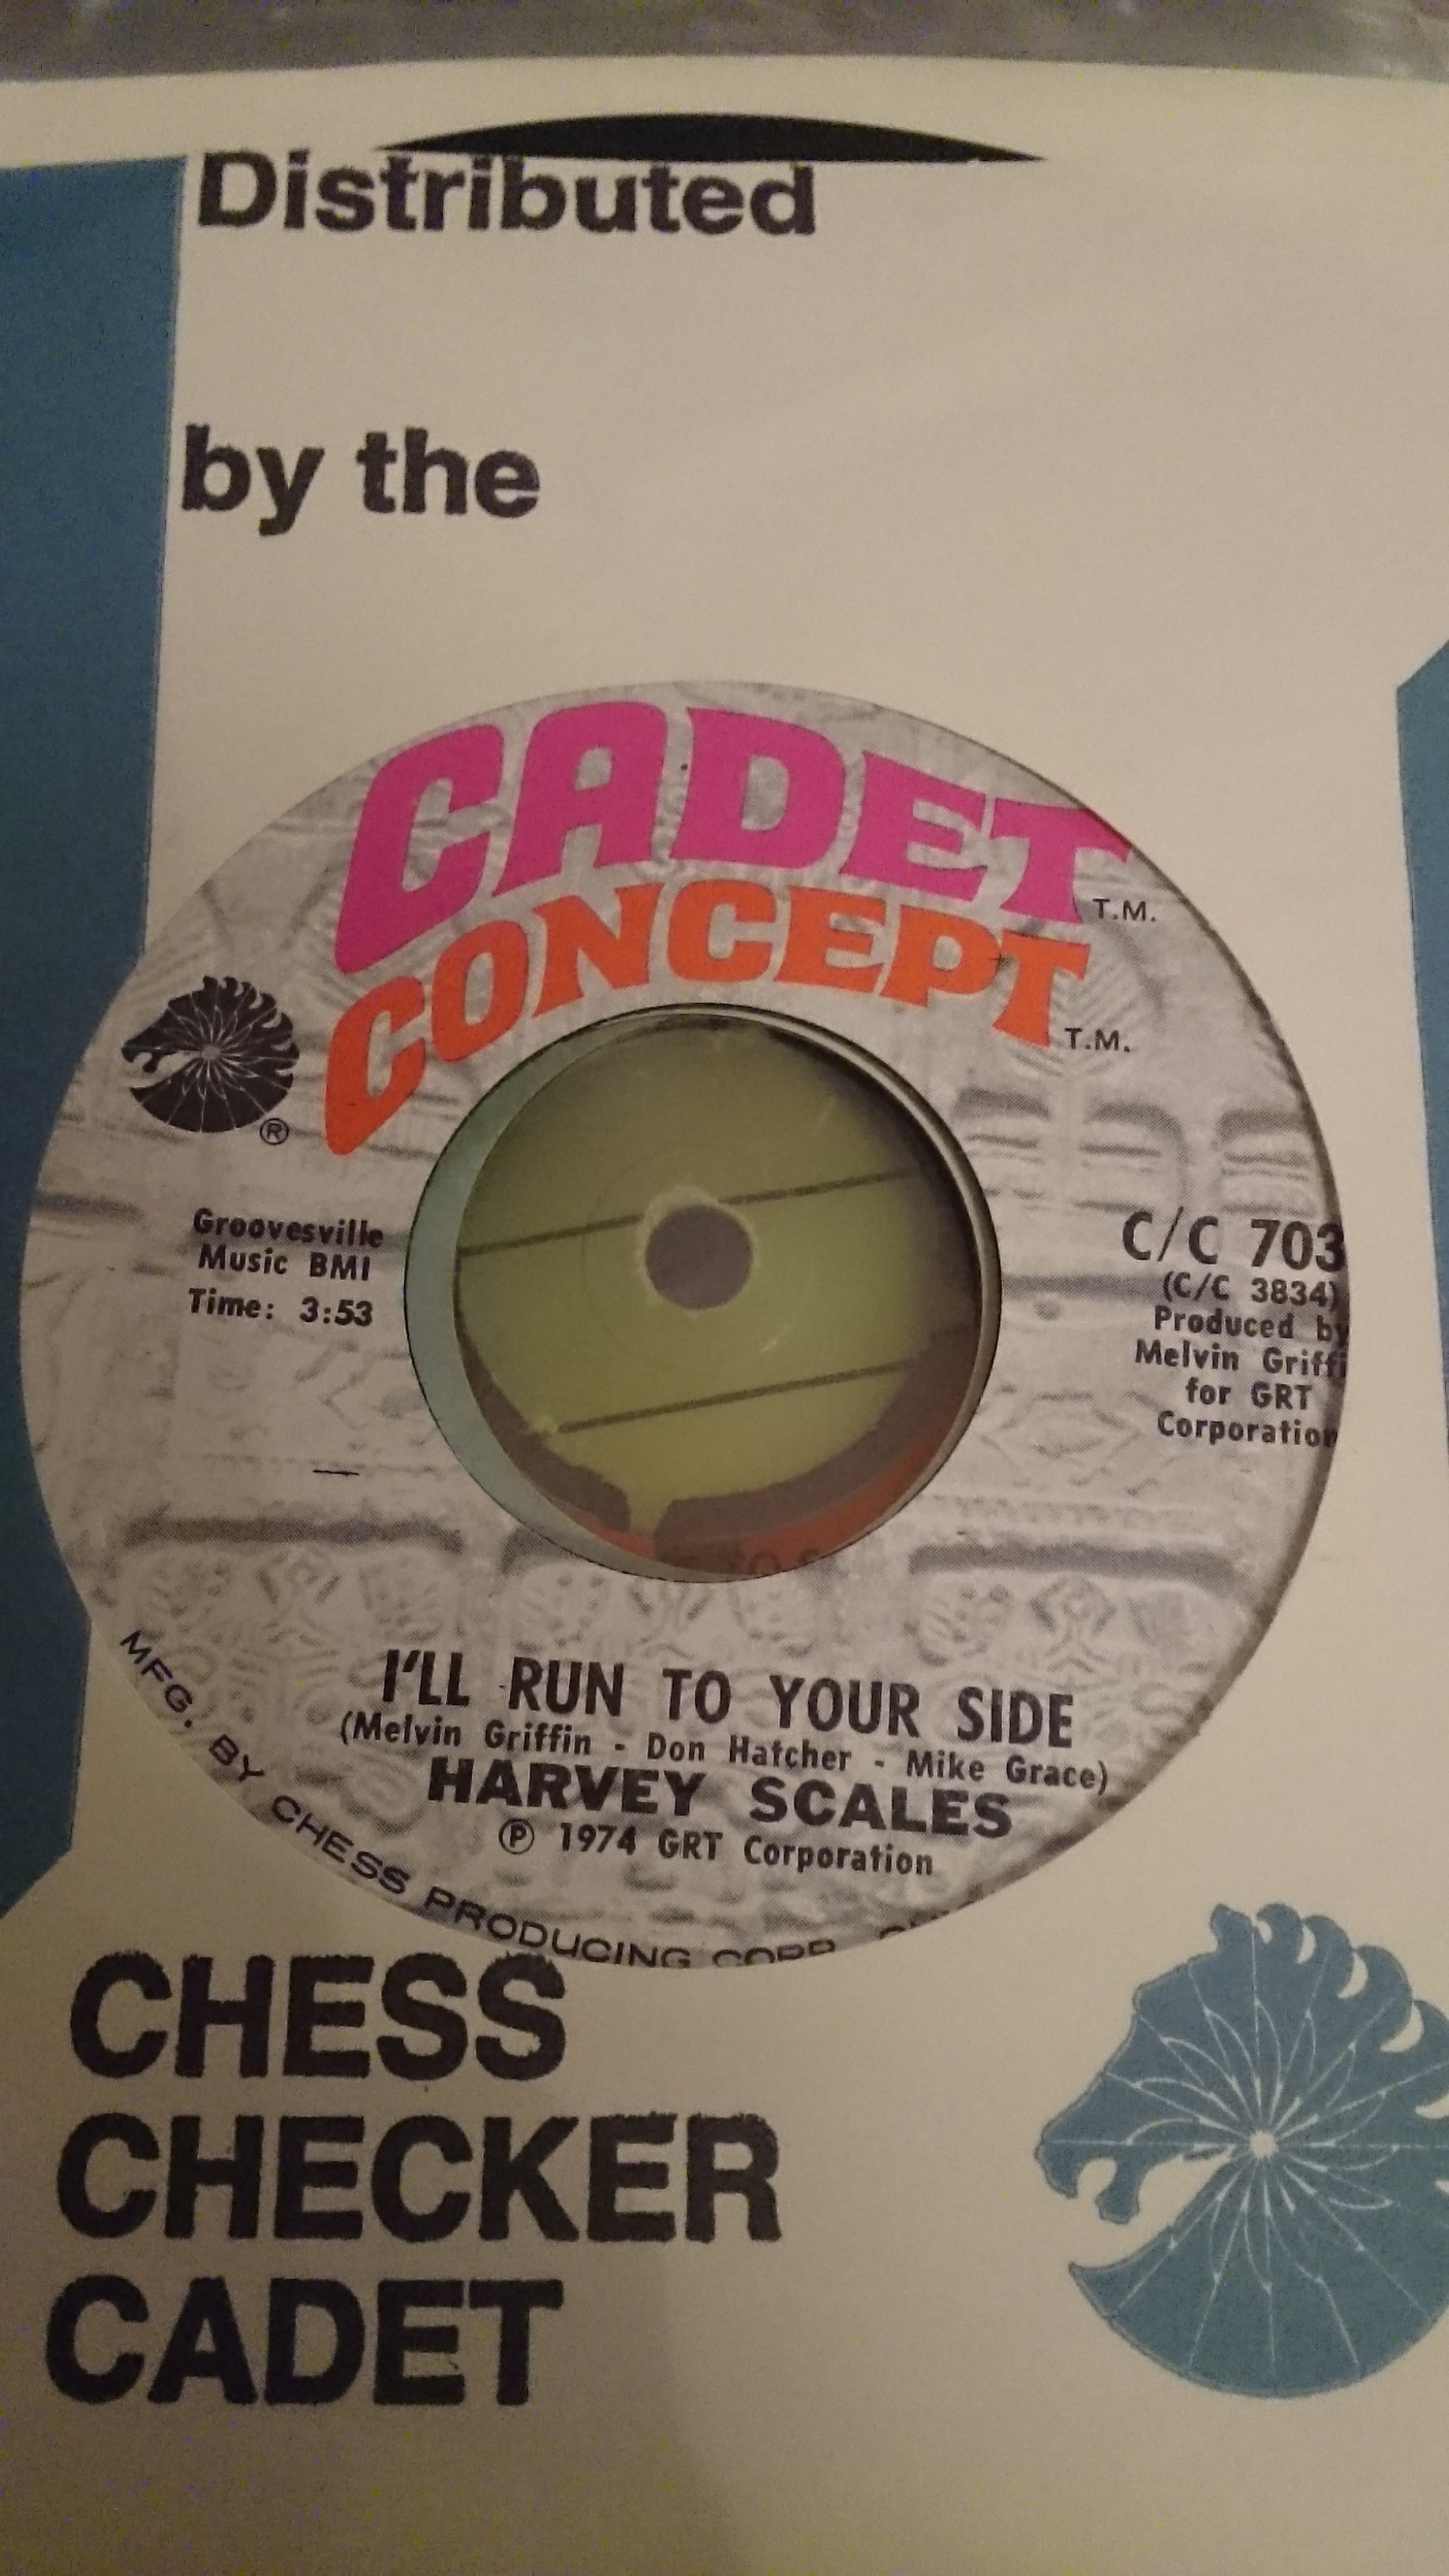 Distributed
by the
CADET T.M.
CONCEPT T.M.
®
Groovesville
Music BMI
Time: 3:53
C/C 703
(C/C 3834)
Produced by
Melvin Griffi
for GRT
Corporation
I'LL RUN TO YOUR SIDE
(Melvin Griffin - Don Hatcher - Mike Grace)
HARVEY SCALES
Ⓟ 1974 GRT Corporation
MFG. BY CHESS PRODUCING CORP.
CHESS
CHECKER
CADET